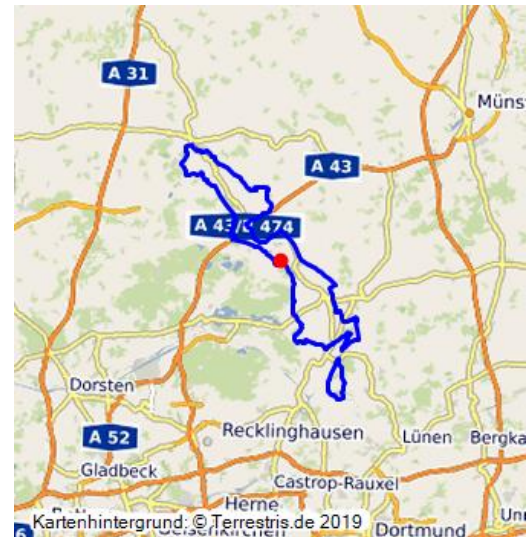 A 31
Münst
A 43
A 43/B 474
Dorsten
A 52
Recklinghausen
Lünen
Bergka
Gladbeck
Castrop-Rauxel
Herne
Kartenhintergrund: © Terrestris.de 2019
Dortmund